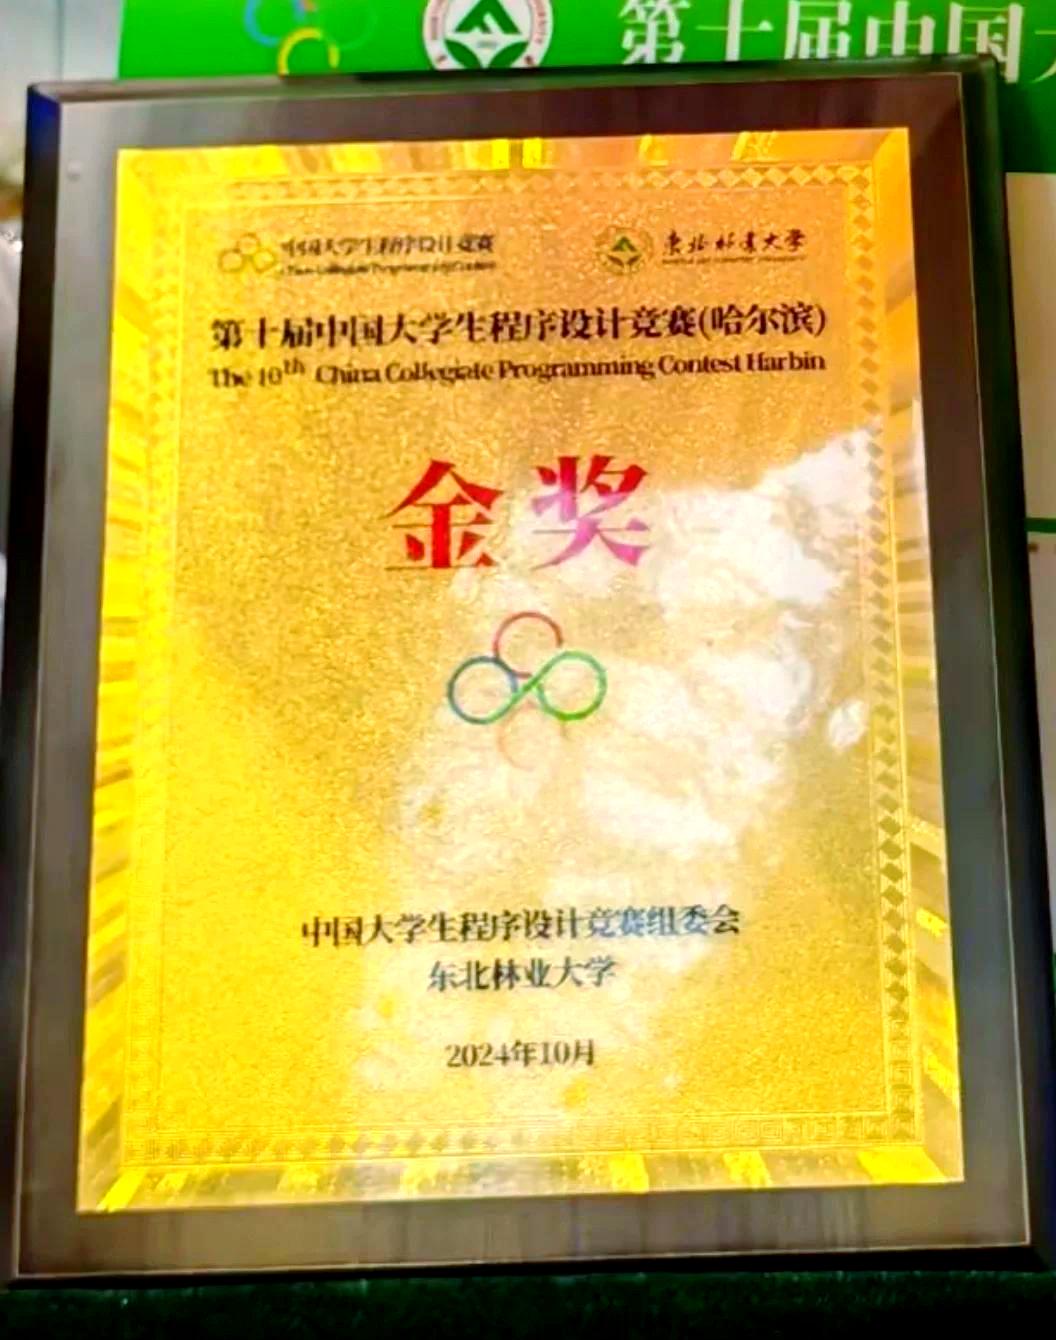 第十届中国
中国大学生程序设计竞赛
China Collegiate Programming Contest
东北林业大学
第十届中国大学生程序设计竞赛(哈尔滨)
The 10th China Collegiate Programming Contest Harbin
金奖
中国大学生程序设计竞赛组委会
东北林业大学
2024年10月